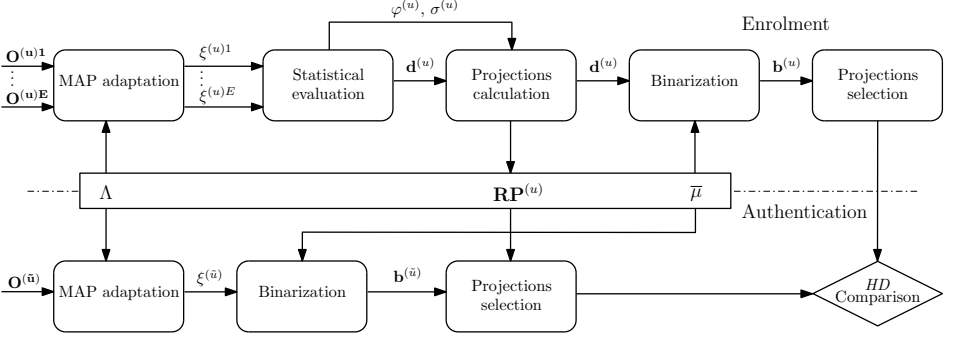 φ(u), σ(u)
Enrolment
O(u)1
⋮
O(u)E
MAP adaptation
ξ(u)1
⋮
ξ(u)E
Statistical
evaluation
d(u)
Projections
calculation
d(u)
Binarization
b(u)
Projections
selection
Λ
RP(u)
μ̅
Authentication
O(ũ)
MAP adaptation
ξ(ũ)
Binarization
b(ũ)
Projections
selection
HD
Comparison